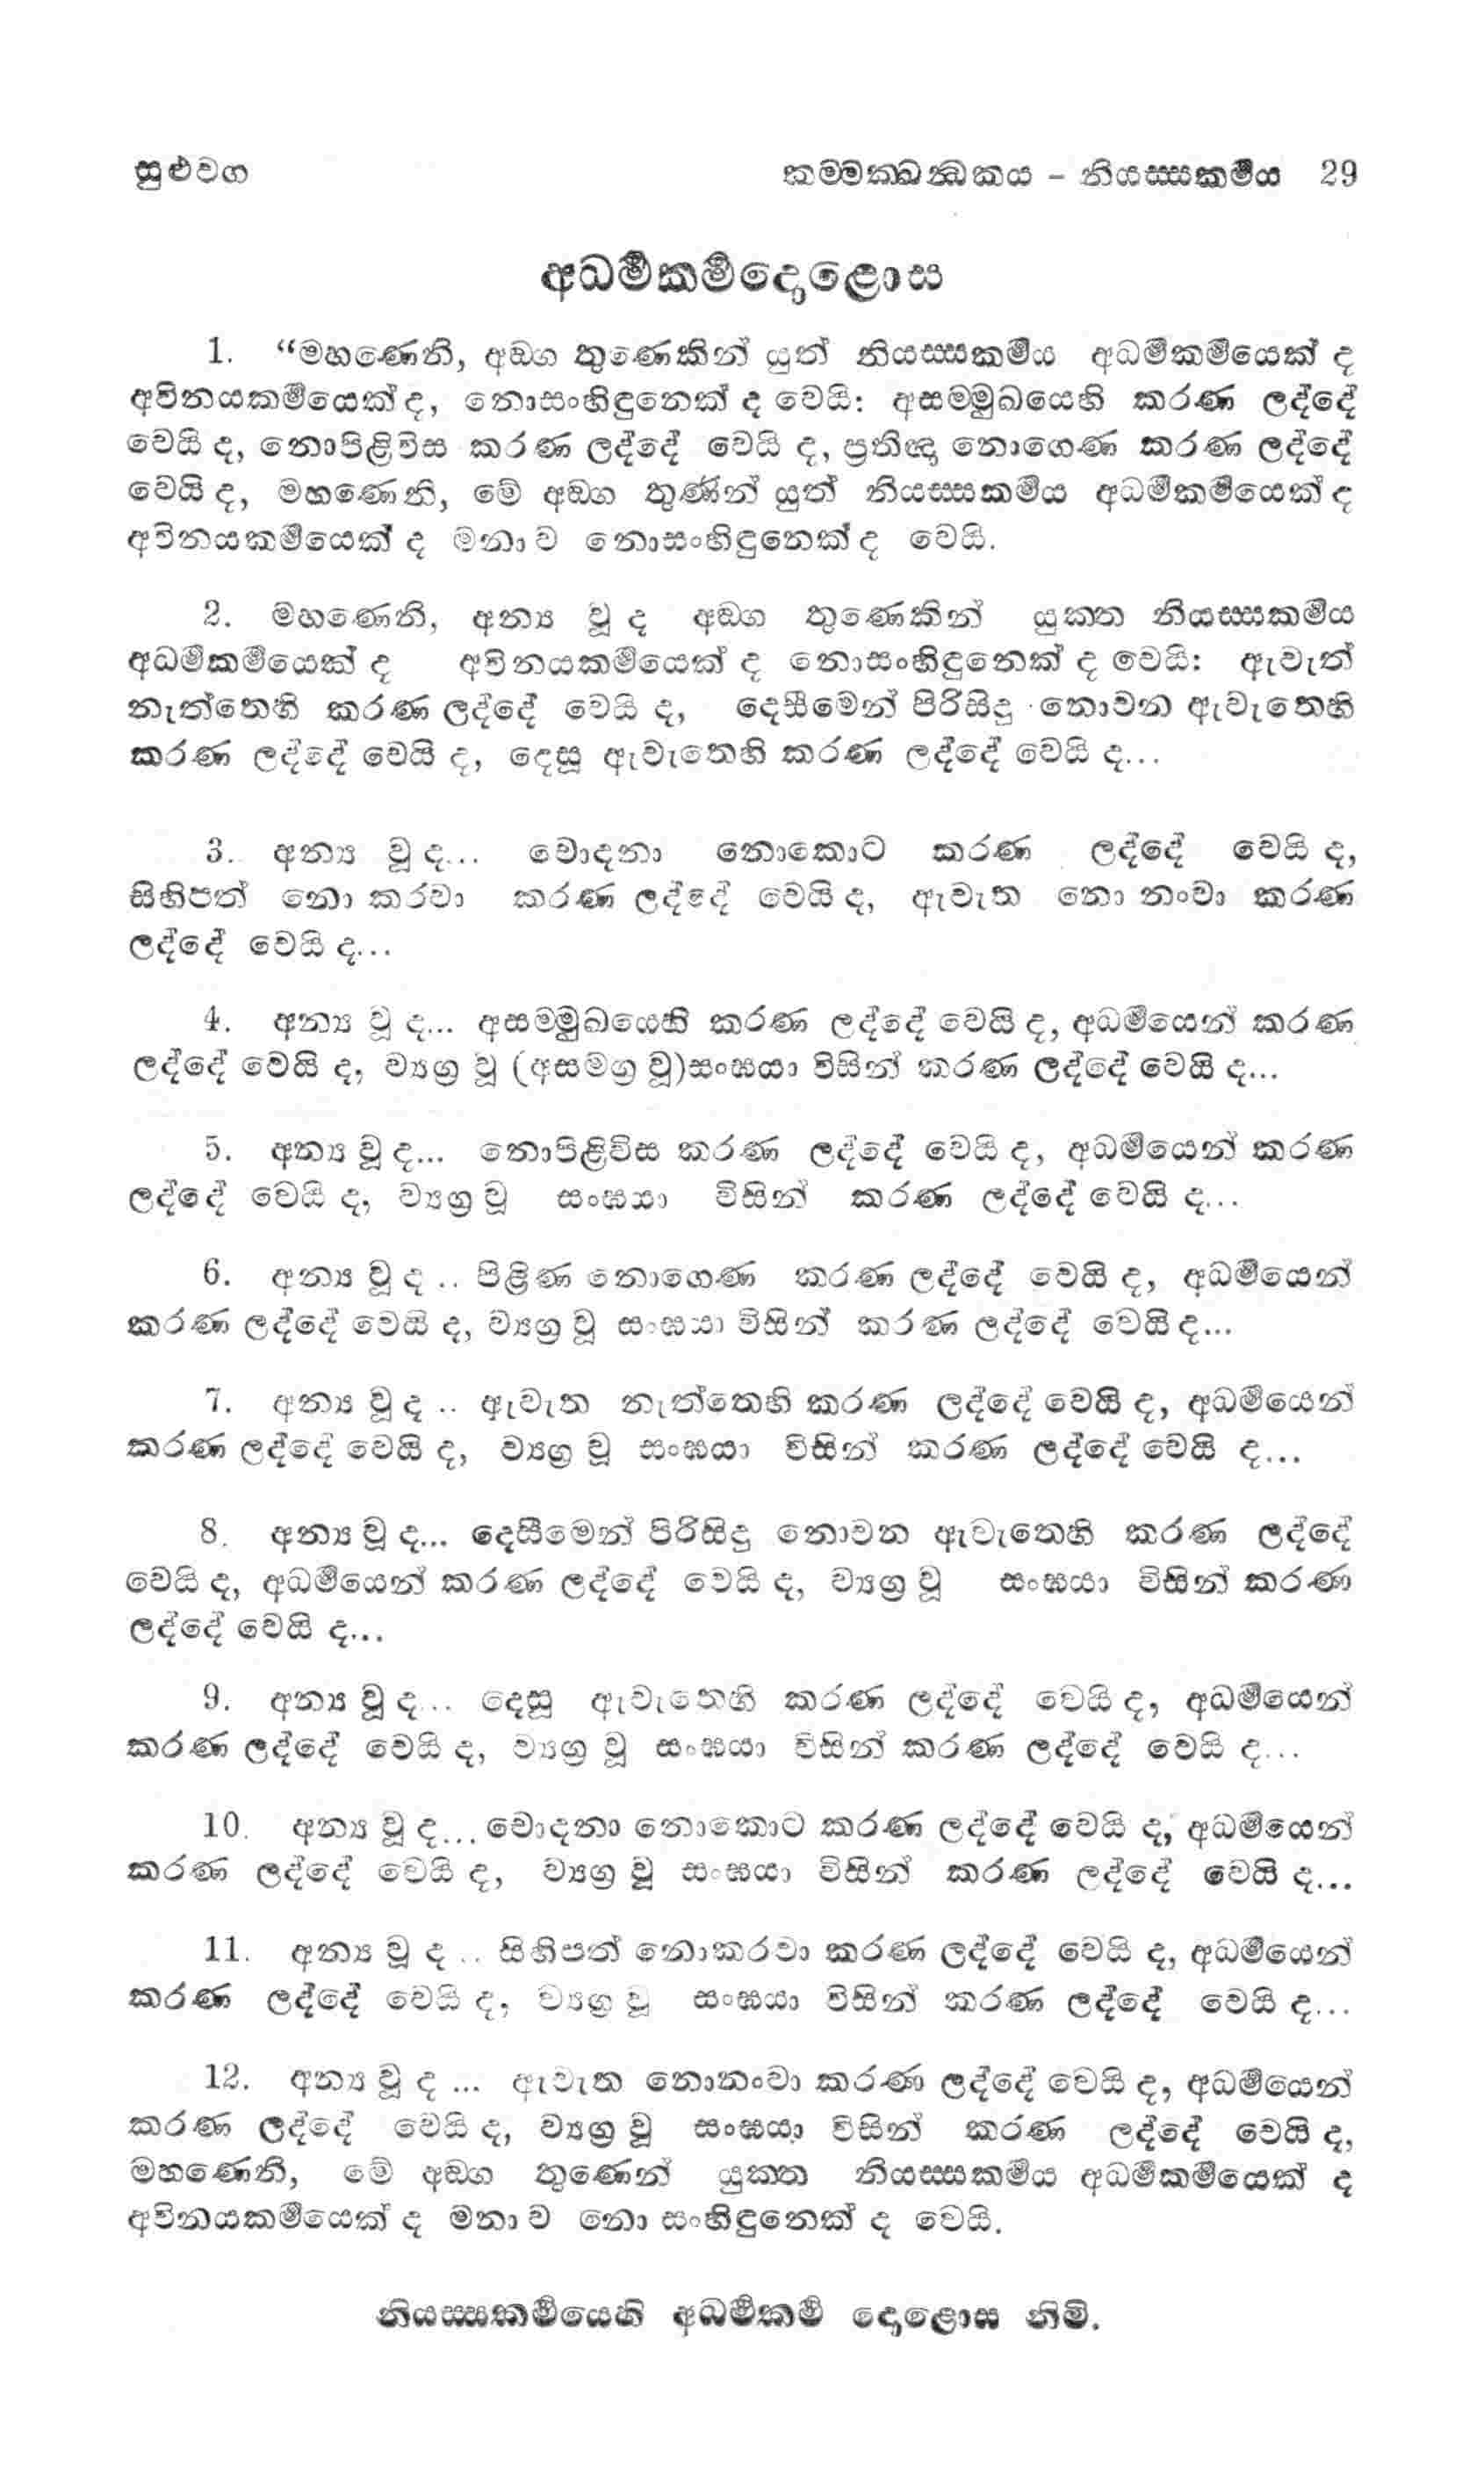 සුළුවග
කම්මක්ඛන්ධකය - නියස්සකර්මය 29
අධර්මකර්මදොළොස
1. “මහණෙනි, අඞ්ග තුණෙකින් යුත් නියස්සකර්මය අධර්මකර්මයෙක් ද
අවිනයකර්මයෙක් ද, නොසංහිඳුනෙක් ද වෙයි: අසම්මුඛයෙහි කරණ ලද්දේ
වෙයි ද, නොපිළිවිස කරණ ලද්දේ වෙයි ද, ප්‍රතිඥා නොගෙණ කරණ ලද්දේ
වෙයි ද, මහණෙනි, මේ අඞ්ග තුණින් යුත් නියස්සකර්මය අධර්මකර්මයෙක් ද
අවිනයකර්මයෙක් ද මනා ව නොසංහිඳුනෙක් ද වෙයි.
2. මහණෙනි, අන්‍ය වූ ද අඞ්ග තුණෙකින් යුක්ත නියස්සකර්මය
අධර්මකර්මයෙක් ද අවිනයකර්මයෙක් ද නොසංහිඳුනෙක් ද වෙයි: ඇවැත්
නැත්තෙහි කරණ ලද්දේ වෙයි ද, දෙසීමෙන් පිරිසිදු නොවන ඇවැතෙහි
කරණ ලද්දේ වෙයි ද, දෙසූ ඇවැතෙහි කරණ ලද්දේ වෙයි ද...
3. අන්‍ය වූ ද... චොදනා නොකොට කරණ ලද්දේ වෙයි ද,
සිහිපත් නො කරවා කරණ ලද්දේ වෙයි ද, ඇවැත නො නංවා කරණ
ලද්දේ වෙයි ද...
4. අන්‍ය වූ ද... අසම්මුඛයෙහි කරණ ලද්දේ වෙයි ද, අධර්මයෙන් කරණ
ලද්දේ වෙයි ද, ව්‍යග්‍ර වූ (අසමග්‍ර වූ)සංඝයා විසින් කරණ ලද්දේ වෙයි ද...
5. අන්‍ය වූ ද... නොපිළිවිස කරණ ලද්දේ වෙයි ද, අධර්මයෙන් කරණ
ලද්දේ වෙයි ද, ව්‍යග්‍ර වූ සංඝයා විසින් කරණ ලද්දේ වෙයි ද...
6. අන්‍ය වූ ද .. පිළිණ නොගෙණ කරණ ලද්දේ වෙයි ද, අධර්මයෙන්
කරණ ලද්දේ වෙයි ද, ව්‍යග්‍ර වූ සංඝයා විසින් කරණ ලද්දේ වෙයි ද...
7. අන්‍ය වූ ද .. ඇවැත නැත්තෙහි කරණ ලද්දේ වෙයි ද, අධර්මයෙන්
කරණ ලද්දේ වෙයි ද, ව්‍යග්‍ර වූ සංඝයා විසින් කරණ ලද්දේ වෙයි ද...
8. අන්‍ය වූ ද... දෙසීමෙන් පිරිසිදු නොවන ඇවැතෙහි කරණ ලද්දේ
වෙයි ද, අධර්මයෙන් කරණ ලද්දේ වෙයි ද, ව්‍යග්‍ර වූ සංඝයා විසින් කරණ
ලද්දේ වෙයි ද...
9. අන්‍ය වූ ද... දෙසූ ඇවැතෙහි කරණ ලද්දේ වෙයි ද, අධර්මයෙන්
කරණ ලද්දේ වෙයි ද, ව්‍යග්‍ර වූ සංඝයා විසින් කරණ ලද්දේ වෙයි ද...
10. අන්‍ය වූ ද... චොදනා නොකොට කරණ ලද්දේ වෙයි ද, අධර්මයෙන්
කරණ ලද්දේ වෙයි ද, ව්‍යග්‍ර වූ සංඝයා විසින් කරණ ලද්දේ වෙයි ද...
11. අන්‍ය වූ ද .. සිහිපත් නොකරවා කරණ ලද්දේ වෙයි ද, අධර්මයෙන්
කරණ ලද්දේ වෙයි ද, ව්‍යග්‍ර වූ සංඝයා විසින් කරණ ලද්දේ වෙයි ද...
12. අන්‍ය වූ ද ... ඇවැත නොනංවා කරණ ලද්දේ වෙයි ද, අධර්මයෙන්
කරණ ලද්දේ වෙයි ද, ව්‍යග්‍ර වූ සංඝයා විසින් කරණ ලද්දේ වෙයි ද,
මහණෙනි, මේ අඞ්ග තුණෙන් යුක්ත නියස්සකර්මය අධර්මකර්මයෙක් ද
අවිනයකර්මයෙක් ද මනා ව නො සංහිඳුනෙක් ද වෙයි.
නියස්සකර්මයෙහි අධර්මකර්ම දොළොස නිමි.